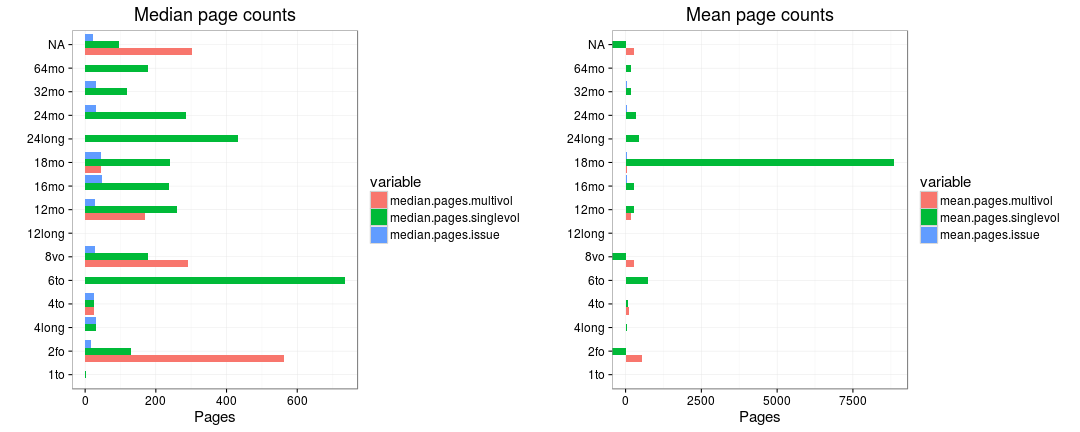 Median page counts
NA
64mo
32mo
24mo
24long
18mo
16mo
12mo
12long
8vo
6to
4to
4long
2fo
1to
0 200 400 600
Pages
variable
median.pages.multivol
median.pages.singlevol
median.pages.issue
Mean page counts
NA
64mo
32mo
24mo
24long
18mo
16mo
12mo
12long
8vo
6to
4to
4long
2fo
1to
0 2500 5000 7500
Pages
variable
mean.pages.multivol
mean.pages.singlevol
mean.pages.issue